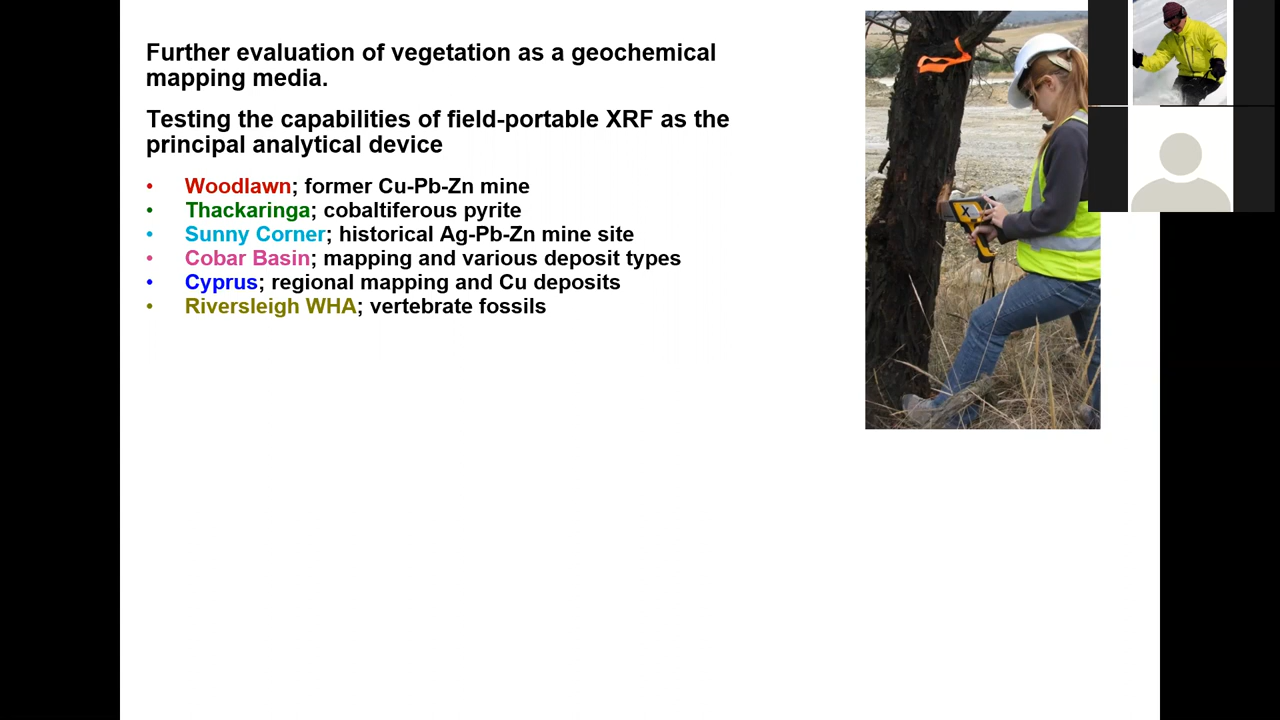 Further evaluation of vegetation as a geochemical
mapping media.
Testing the capabilities of field-portable XRF as the
principal analytical device
• Woodlawn; former Cu-Pb-Zn mine
• Thackaringa; cobaltiferous pyrite
• Sunny Corner; historical Ag-Pb-Zn mine site
• Cobar Basin; mapping and various deposit types
• Cyprus; regional mapping and Cu deposits
• Riversleigh WHA; vertebrate fossils
X